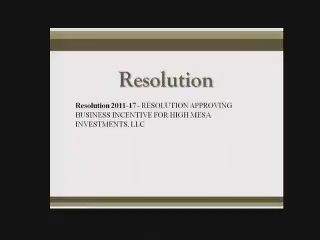 Resolution
Resolution 2011-17 - RESOLUTION APPROVING
BUSINESS INCENTIVE FOR HIGH MESA
INVESTMENTS, LLC